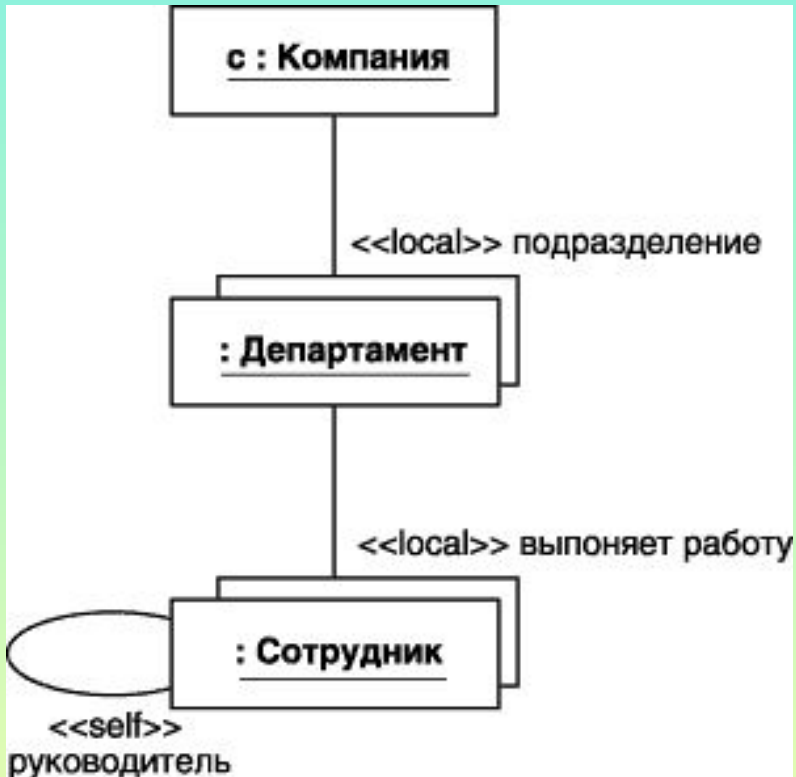 с : Компания
<<local>> подразделение
: Департамент
<<local>> выпоняет работу
: Сотрудник
<<self>>
руководитель